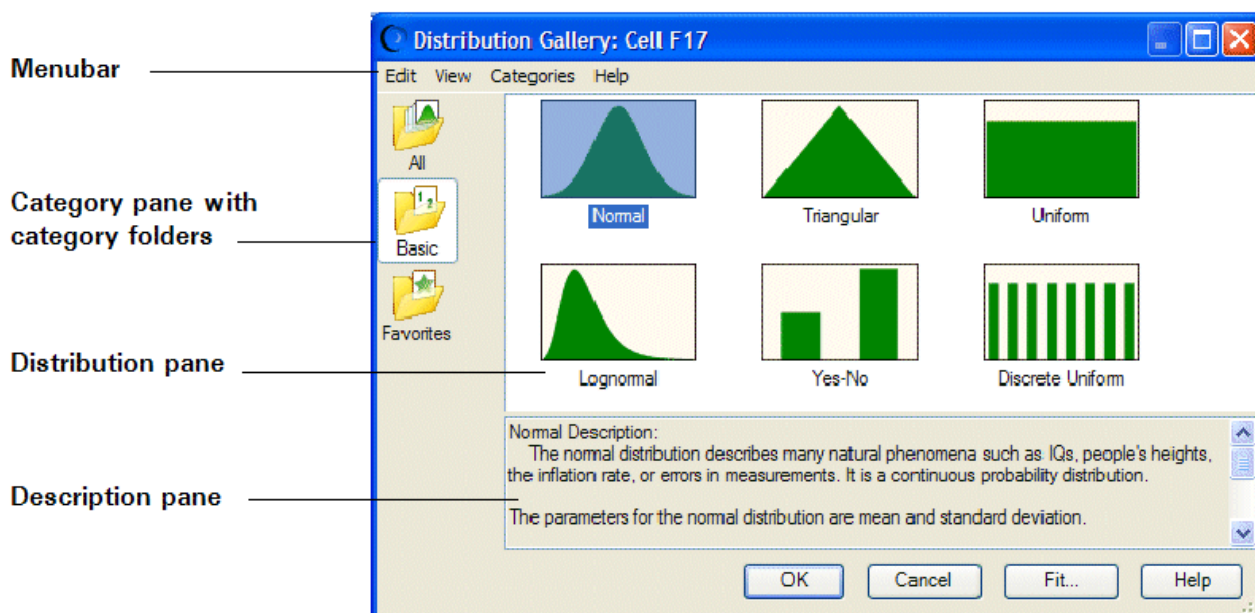 Distribution Gallery: Cell F17
Menubar
Edit View Categories Help
All
Category pane with
category folders
Basic
Favorites
Normal Triangular Uniform
Distribution pane
Lognormal Yes-No Discrete Uniform
Description pane
Normal Description:
The normal distribution describes many natural phenomena such as IQs, people's heights,
the inflation rate, or errors in measurements. It is a continuous probability distribution.
The parameters for the normal distribution are mean and standard deviation.
OK Cancel Fit... Help